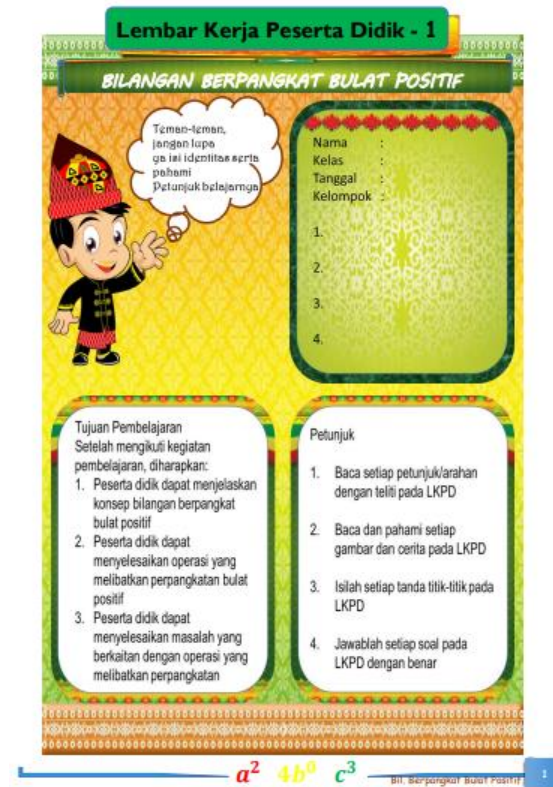 Lembar Kerja Peserta Didik - 1
BILANGAN BERPANGKAT BULAT POSITIF
Teman-teman,
jangan lupa
ya isi identitas serta
pahami
Petunjuk belajarnya
Nama :
Kelas :
Tanggal :
Kelompok :
1.
2.
3.
4.
Tujuan Pembelajaran
Setelah mengikuti kegiatan
pembelajaran, diharapkan:
1. Peserta didik dapat menjelaskan
konsep bilangan berpangkat
bulat positif
2. Peserta didik dapat
menyelesaikan operasi yang
melibatkan perpangkatan bulat
positif
3. Peserta didik dapat
menyelesaikan masalah yang
berkaitan dengan operasi yang
melibatkan perpangkatan
Petunjuk
1. Baca setiap petunjuk/arahan
dengan teliti pada LKPD
2. Baca dan pahami setiap
gambar dan cerita pada LKPD
3. Isilah setiap tanda titik-titik pada
LKPD
4. Jawablah setiap soal pada
LKPD dengan benar
a² 4b⁶ c³
Bil. Berpangkat Bulat Positif
1